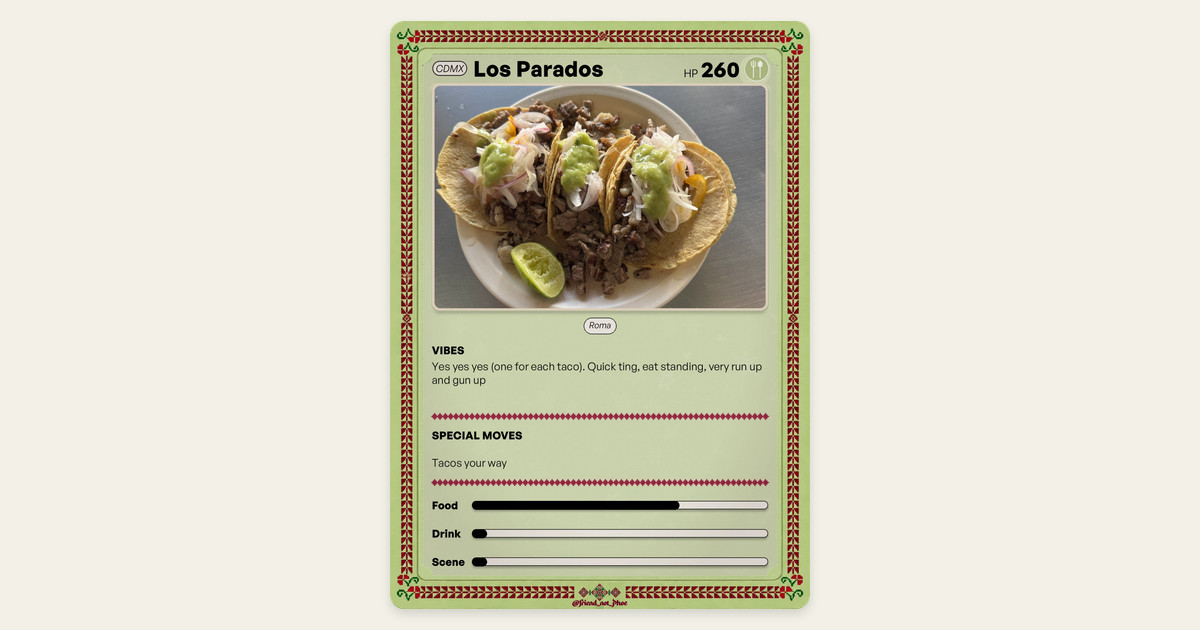 CDMX Los Parados HP 260
Roma
VIBES
Yes yes yes (one for each taco). Quick ting, eat standing, very run up
and gun up
SPECIAL MOVES
Tacos your way
Food
Drink
Scene
@friend_not_phoe